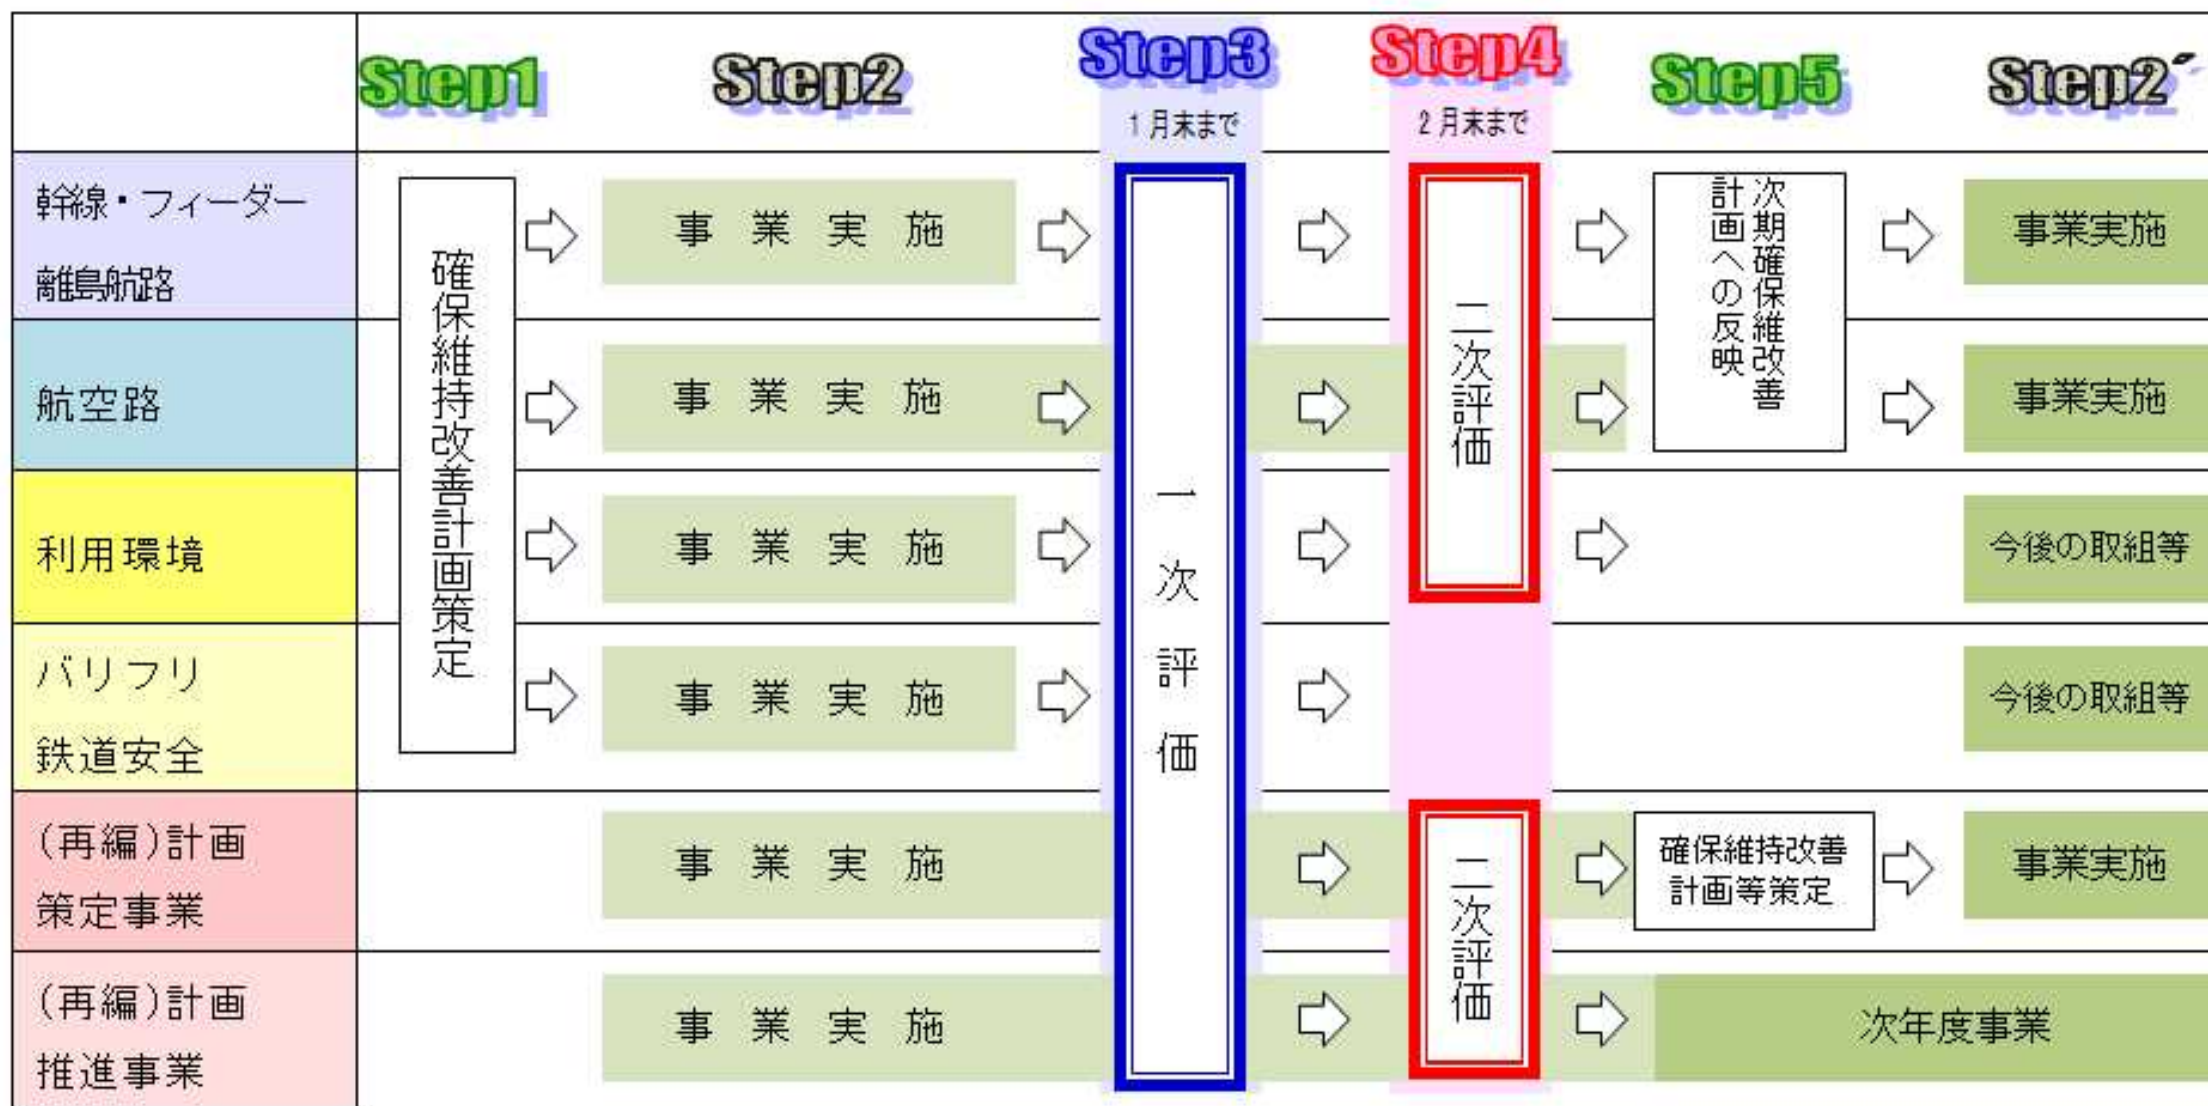 Step1
Step2
Step3
1月末まで
Step4
2月末まで
Step5
Step2´
幹線・フィーダー
離島航路
確保維持改善計画策定
事業実施
一次評価
二次評価
次期確保維持改善
計画への反映
事業実施
航空路
事業実施
事業実施
利用環境
事業実施
今後の取組等
バリフリ
鉄道安全
事業実施
今後の取組等
(再編)計画
策定事業
事業実施
二次評価
確保維持改善
計画等策定
事業実施
(再編)計画
推進事業
事業実施
次年度事業